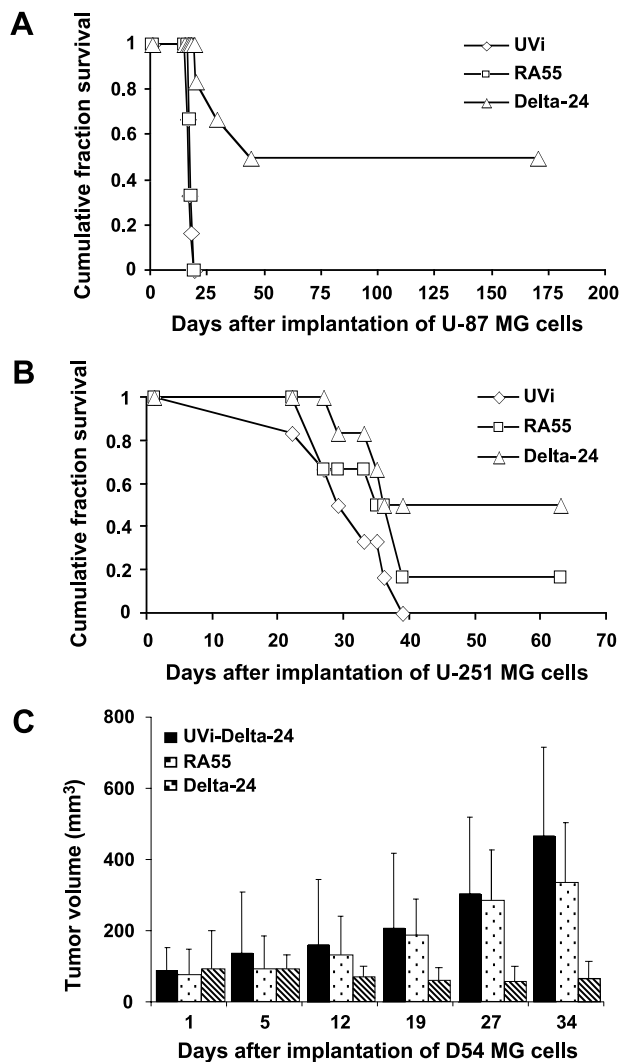 A
Cumulative fraction survival
1
0.8
0.6
0.4
0.2
0
UVi
RA55
Delta-24
0 25 50 75 100 125 150 175 200
Days after implantation of U-87 MG cells
B
Cumulative fraction survival
1
0.8
0.6
0.4
0.2
0
UVi
RA55
Delta-24
0 10 20 30 40 50 60 70
Days after implantation of U-251 MG cells
C
Tumor volume (mm³)
800
600
400
200
0
UVi-Delta-24
RA55
Delta-24
1 5 12 19 27 34
Days after implantation of D54 MG cells